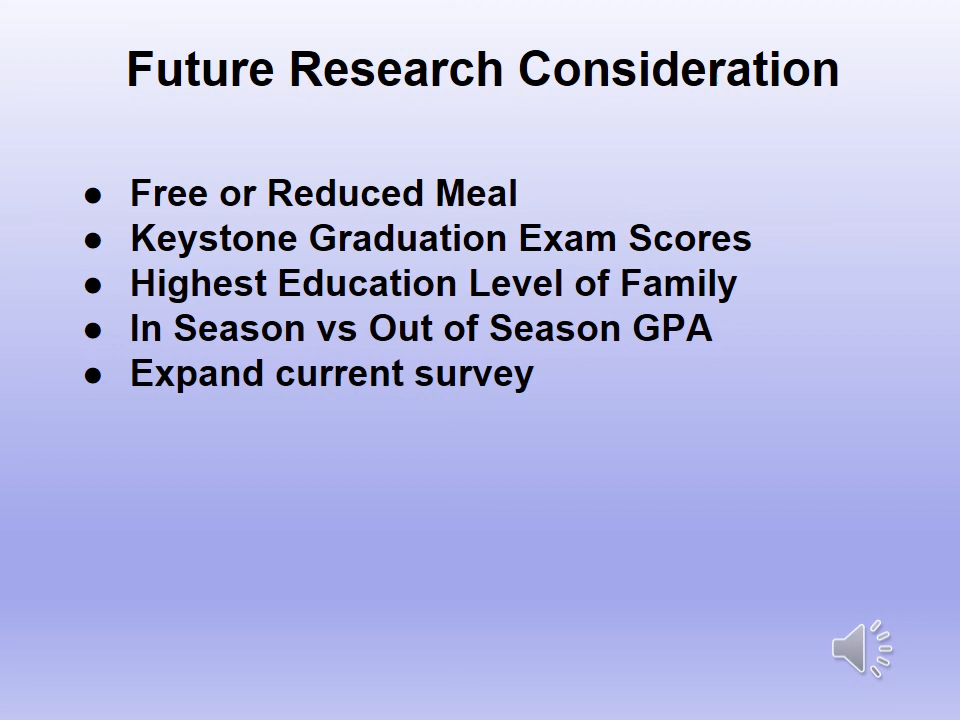 Future Research Consideration
● Free or Reduced Meal
● Keystone Graduation Exam Scores
● Highest Education Level of Family
● In Season vs Out of Season GPA
● Expand current survey